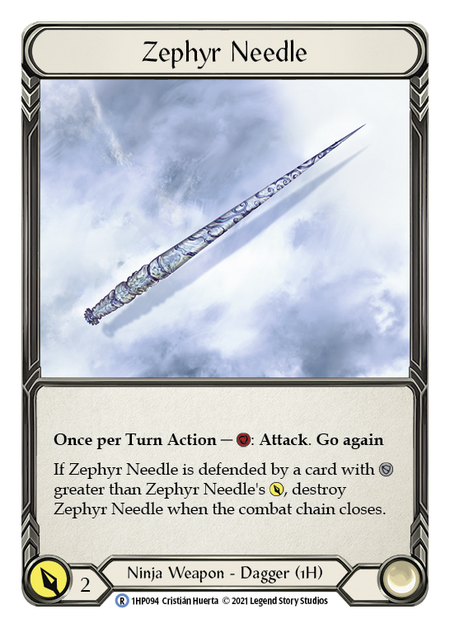 Zephyr Needle
Once per Turn Action — : Attack. Go again
If Zephyr Needle is defended by a card with
greater than Zephyr Needle's , destroy
Zephyr Needle when the combat chain closes.
2
Ninja Weapon - Dagger (1H)
R 1HP094 Cristián Huerta © 2021 Legend Story Studios